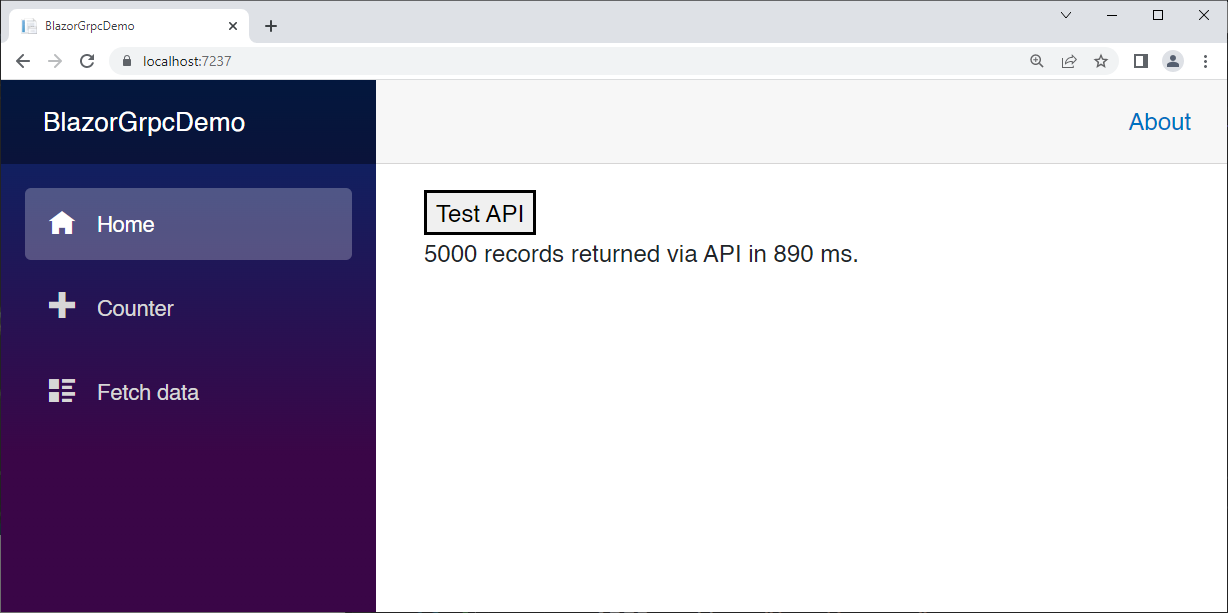 BlazorGrpcDemo
localhost:7237
BlazorGrpcDemo
About
Home
Counter
Fetch data
Test API
5000 records returned via API in 890 ms.